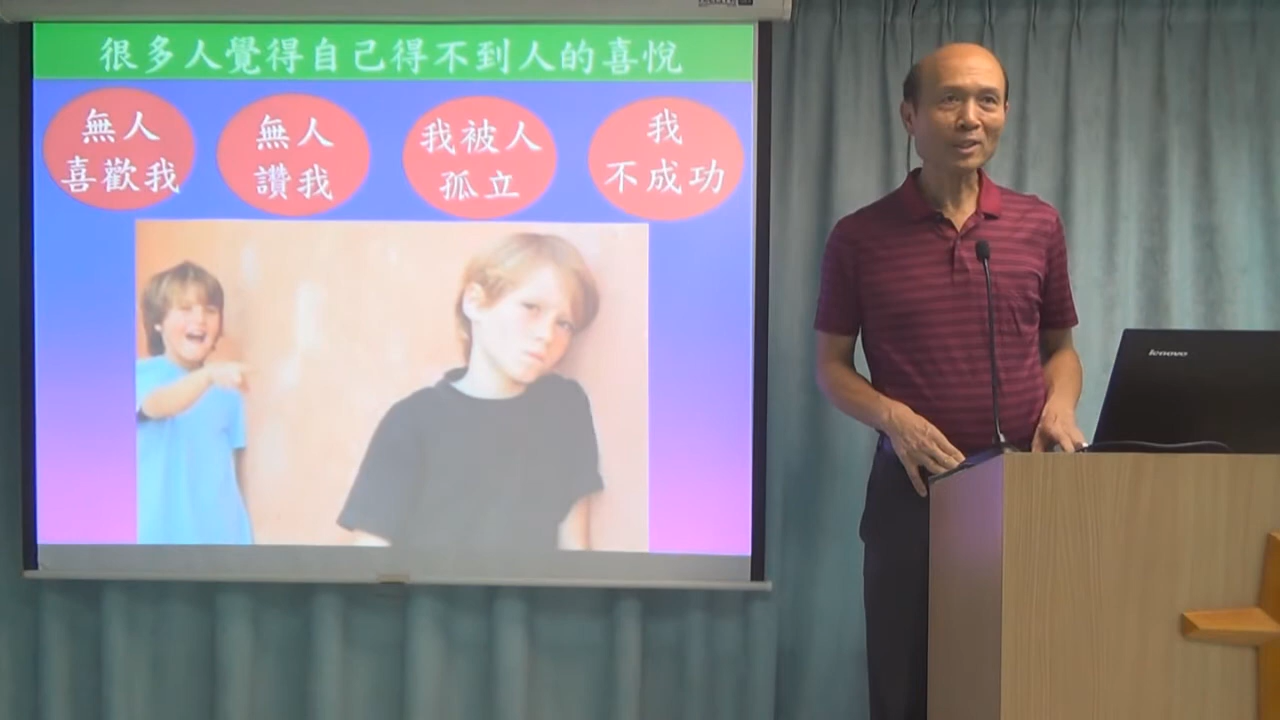 很多人覺得自己得不到人的喜悅
無人
喜歡我
無人
讚我
我被人
孤立
我
不成功
lenovo